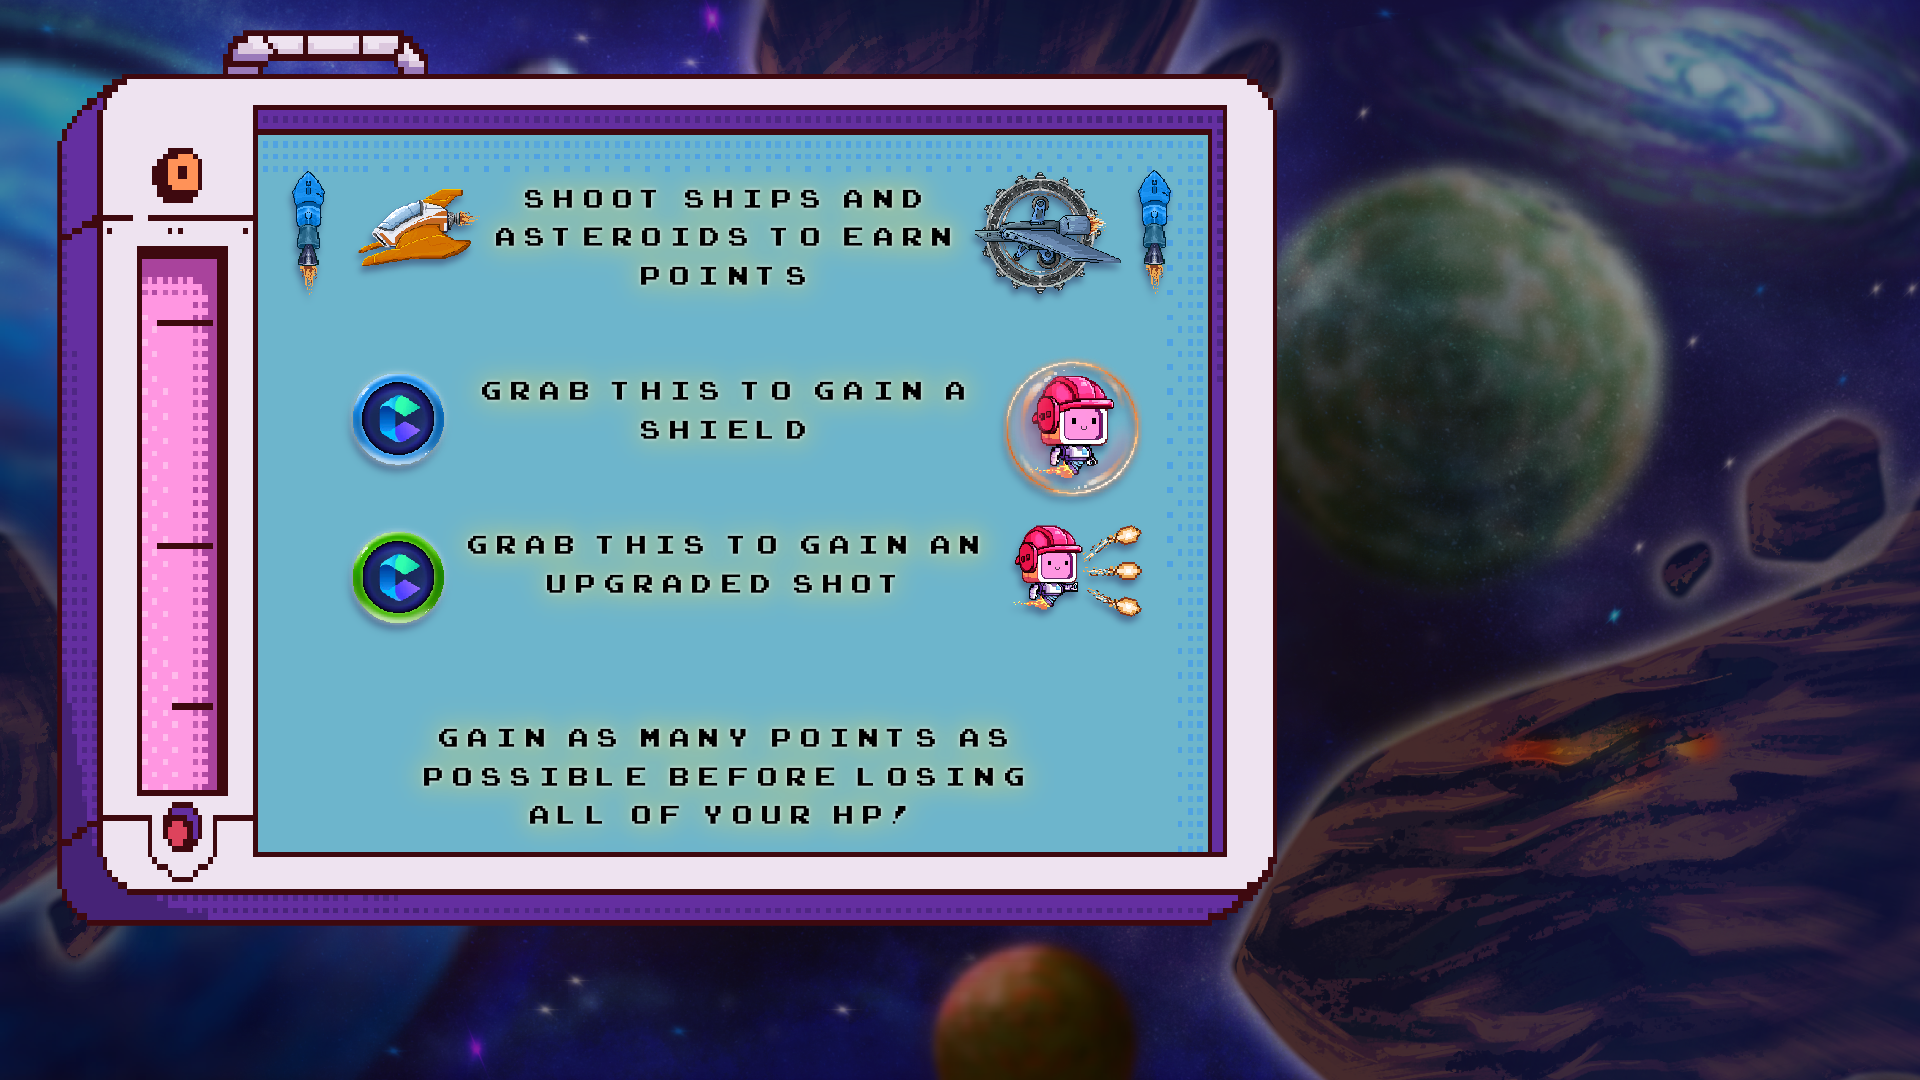 SHOOT SHIPS AND
ASTEROIDS TO EARN
POINTS
GRAB THIS TO GAIN A
SHIELD
GRAB THIS TO GAIN AN
UPGRADED SHOT
GAIN AS MANY POINTS AS
POSSIBLE BEFORE LOSING
ALL OF YOUR HP!